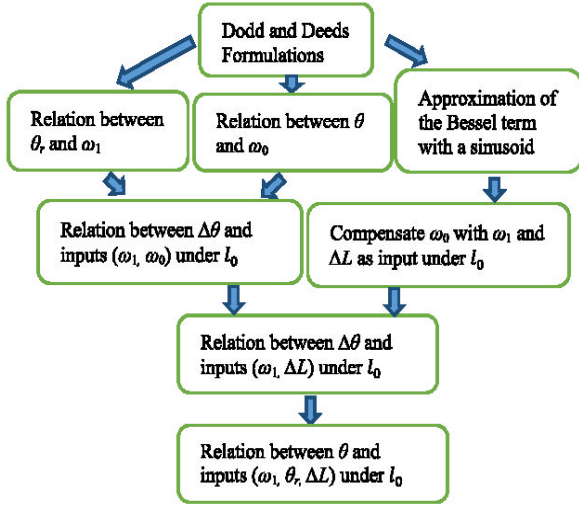 Dodd and Deeds
Formulations
Relation between
θr and ω1
Relation between θ
and ω0
Approximation of
the Bessel term
with a sinusoid
Relation between Δθ and
inputs (ω1, ω0) under l0
Compensate ω0 with ω1 and
ΔL as input under l0
Relation between Δθ and
inputs (ω1, ΔL) under l0
Relation between θ and
inputs (ω1, θr, ΔL) under l0